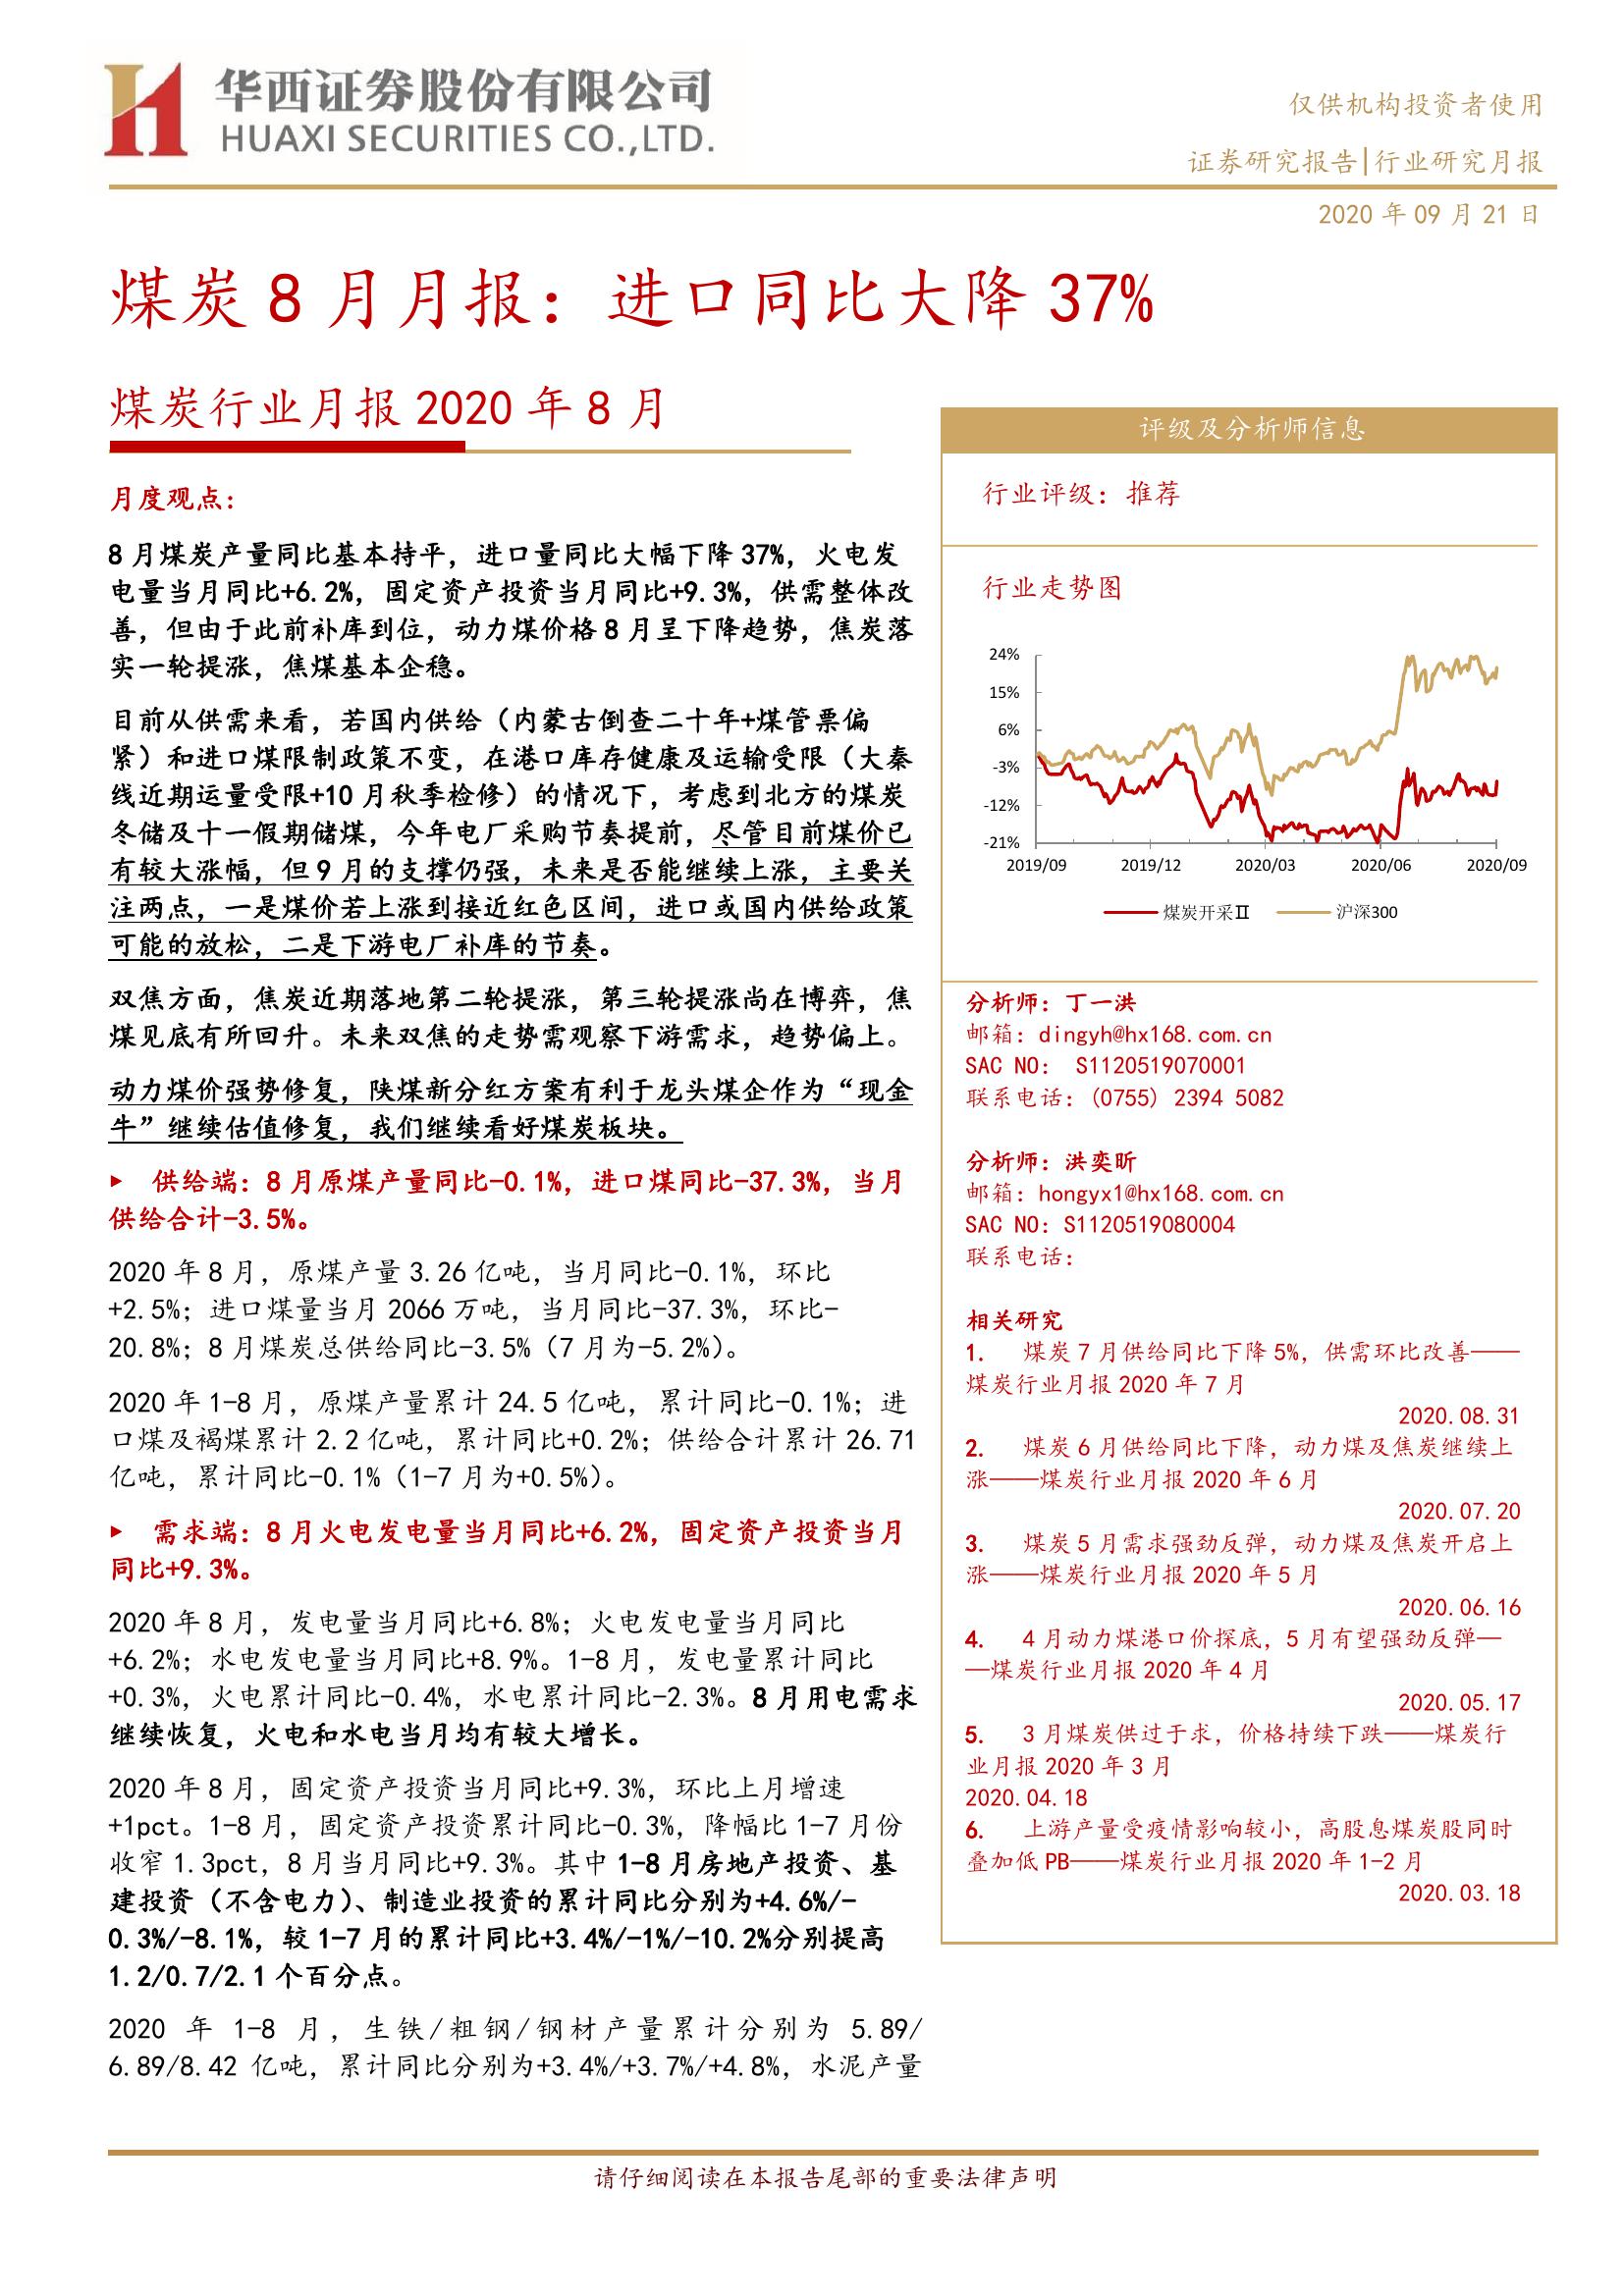 华西证券股份有限公司
HUAXI SECURITIES CO.,LTD.
仅供机构投资者使用
证券研究报告|行业研究月报
2020 年 09 月 21 日
煤炭 8 月月报：进口同比大降 37%
煤炭行业月报 2020 年 8 月
月度观点：
8 月煤炭产量同比基本持平，进口量同比大幅下降 37%，火电发
电量当月同比+6.2%，固定资产投资当月同比+9.3%，供需整体改
善，但由于此前补库到位，动力煤价格 8 月呈下降趋势，焦炭落
实一轮提涨，焦煤基本企稳。
目前从供需来看，若国内供给（内蒙古倒查二十年+煤管票偏
紧）和进口煤限制政策不变，在港口库存健康及运输受限（大秦
线近期运量受限+10 月秋季检修）的情况下，考虑到北方的煤炭
冬储及十一假期储煤，今年电厂采购节奏提前，尽管目前煤价已
有较大涨幅，但 9 月的支撑仍强，未来是否能继续上涨，主要关
注两点，一是煤价若上涨到接近红色区间，进口或国内供给政策
可能的放松，二是下游电厂补库的节奏。
双焦方面，焦炭近期落地第二轮提涨，第三轮提涨尚在博弈，焦
煤见底有所回升。未来双焦的走势需观察下游需求，趋势偏上。
动力煤价强势修复，陕煤新分红方案有利于龙头煤企作为“现金
牛”继续估值修复，我们继续看好煤炭板块。
▶ 供给端：8 月原煤产量同比-0.1%，进口煤同比-37.3%，当月
供给合计-3.5%。
2020 年 8 月，原煤产量 3.26 亿吨，当月同比-0.1%，环比
+2.5%；进口煤量当月 2066 万吨，当月同比-37.3%，环比-
20.8%；8 月煤炭总供给同比-3.5%（7 月为-5.2%）。
2020 年 1-8 月，原煤产量累计 24.5 亿吨，累计同比-0.1%；进
口煤及褐煤累计 2.2 亿吨，累计同比+0.2%；供给合计累计 26.71
亿吨，累计同比-0.1%（1-7 月为+0.5%）。
▶ 需求端：8 月火电发电量当月同比+6.2%，固定资产投资当月
同比+9.3%。
2020 年 8 月，发电量当月同比+6.8%；火电发电量当月同比
+6.2%；水电发电量当月同比+8.9%。1-8 月，发电量累计同比
+0.3%，火电累计同比-0.4%，水电累计同比-2.3%。8 月用电需求
继续恢复，火电和水电当月均有较大增长。
2020 年 8 月，固定资产投资当月同比+9.3%，环比上月增速
+1pct。1-8 月，固定资产投资累计同比-0.3%，降幅比 1-7 月份
收窄 1.3pct，8 月当月同比+9.3%。其中 1-8 月房地产投资、基
建投资（不含电力）、制造业投资的累计同比分别为+4.6%/-
0.3%/-8.1%，较 1-7 月的累计同比+3.4%/-1%/-10.2%分别提高
1.2/0.7/2.1 个百分点。
2020 年 1-8 月，生铁/粗钢/钢材产量累计分别为 5.89/
6.89/8.42 亿吨，累计同比分别为+3.4%/+3.7%/+4.8%，水泥产量
评级及分析师信息
行业评级：推荐
行业走势图
24%
15%
6%
-3%
-12%
-21%
2019/09 2019/12 2020/03 2020/06 2020/09
煤炭开采Ⅱ 沪深300
分析师：丁一洪
邮箱：dingyh@hx168.com.cn
SAC NO： S1120519070001
联系电话：(0755) 2394 5082
分析师：洪奕昕
邮箱：hongyx1@hx168.com.cn
SAC NO：S1120519080004
联系电话：
相关研究
1. 煤炭 7 月供给同比下降 5%，供需环比改善——
煤炭行业月报 2020 年 7 月
2020.08.31
2. 煤炭 6 月供给同比下降，动力煤及焦炭继续上
涨——煤炭行业月报 2020 年 6 月
2020.07.20
3. 煤炭 5 月需求强劲反弹，动力煤及焦炭开启上
涨——煤炭行业月报 2020 年 5 月
2020.06.16
4. 4 月动力煤港口价探底，5 月有望强劲反弹—
—煤炭行业月报 2020 年 4 月
2020.05.17
5. 3 月煤炭供过于求，价格持续下跌——煤炭行
业月报 2020 年 3 月
2020.04.18
6. 上游产量受疫情影响较小，高股息煤炭股同时
叠加低 PB——煤炭行业月报 2020 年 1-2 月
2020.03.18
请仔细阅读在本报告尾部的重要法律声明